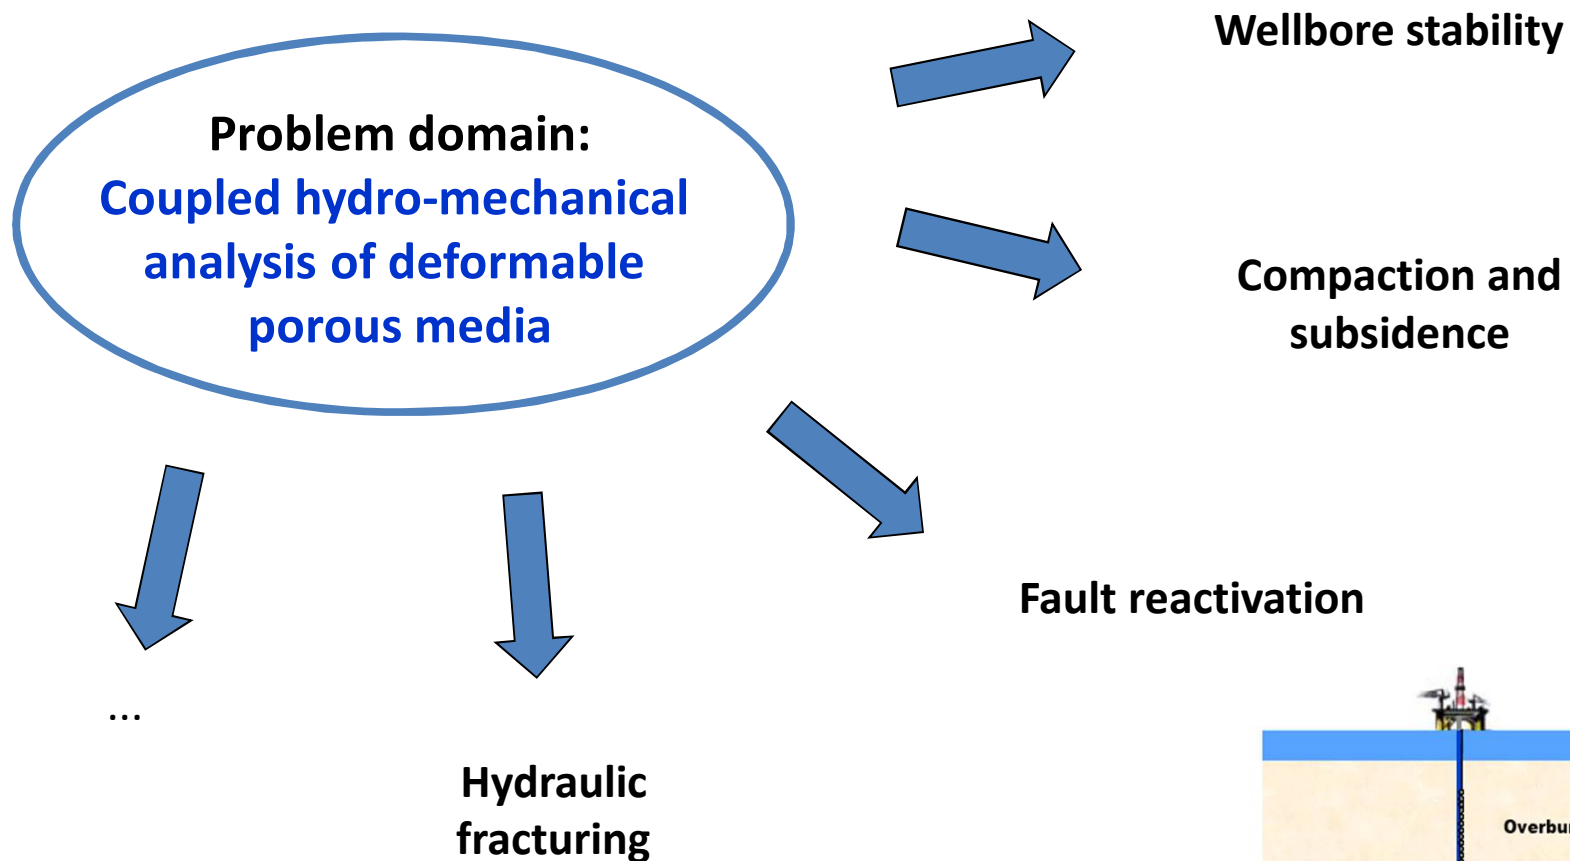 Wellbore stability
Problem domain:
Coupled hydro-mechanical
analysis of deformable
porous media
Compaction and
subsidence
Fault reactivation
...
Hydraulic
fracturing